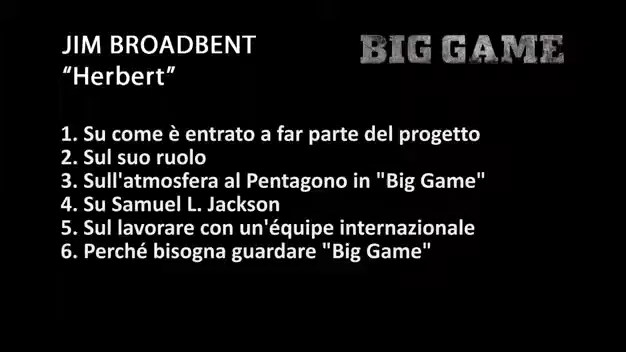 JIM BROADBENT
BIG GAME
“Herbert”
1. Su come è entrato a far parte del progetto
2. Sul suo ruolo
3. Sull'atmosfera al Pentagono in "Big Game"
4. Su Samuel L. Jackson
5. Sul lavorare con un'équipe internazionale
6. Perché bisogna guardare "Big Game"